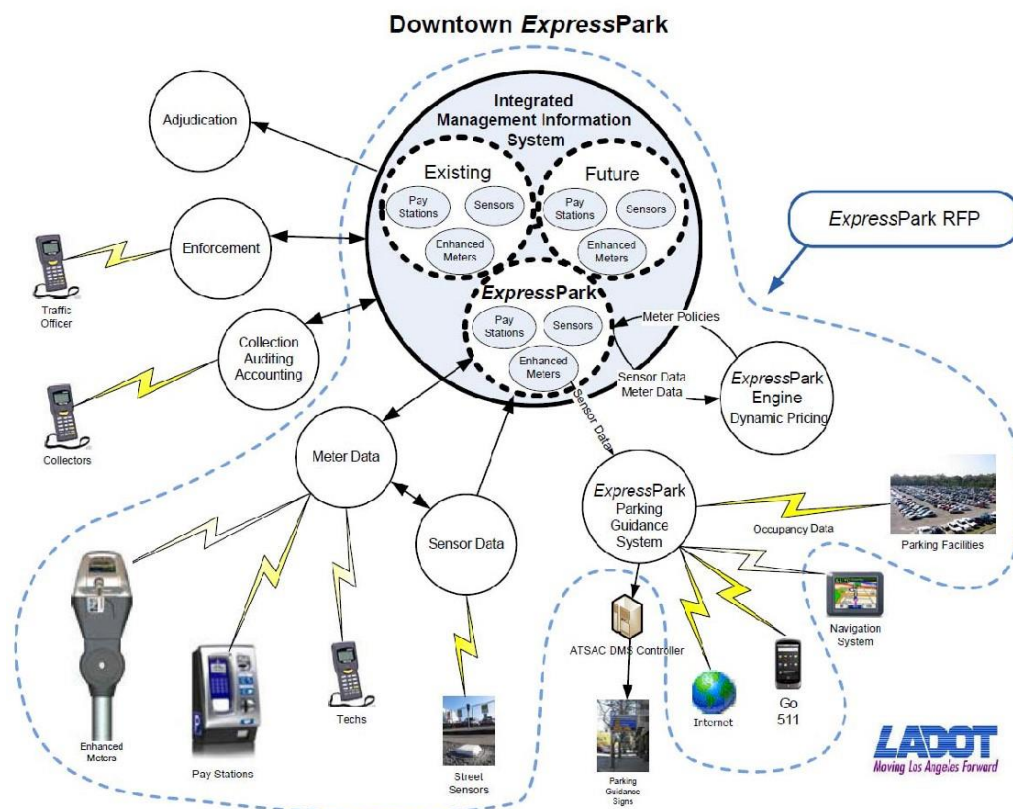 Downtown ExpressPark
Integrated
Management Information
System
Adjudication
Existing
Pay
Stations
Sensors
Enhanced
Meters
Future
Pay
Stations
Sensors
Enhanced
Meters
ExpressPark RFP
Enforcement
Traffic
Officer
ExpressPark
Pay
Stations
Sensors
Enhanced
Meters
Meter Policies
Collection
Auditing
Accounting
Sensor Data
Meter Data
ExpressPark
Engine
Dynamic Pricing
Sensor Data
Collectors
Meter Data
ExpressPark
Parking
Guidance
System
Occupancy Data
Parking Facilities
Sensor Data
Navigation
System
ATSAC DMS Controller
Techs
Internet
Go
511
Enhanced
Meters
Pay Stations
Street
Sensors
Parking
Guidance
Signs
LADOT
Moving Los Angeles Forward